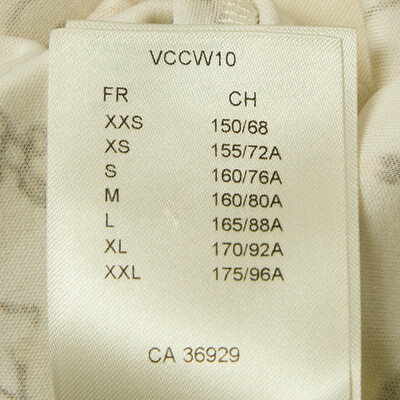 VCCW10
FR CH
XXS 150/68
XS 155/72A
S 160/76A
M 160/80A
L 165/88A
XL 170/92A
XXL 175/96A
CA 36929